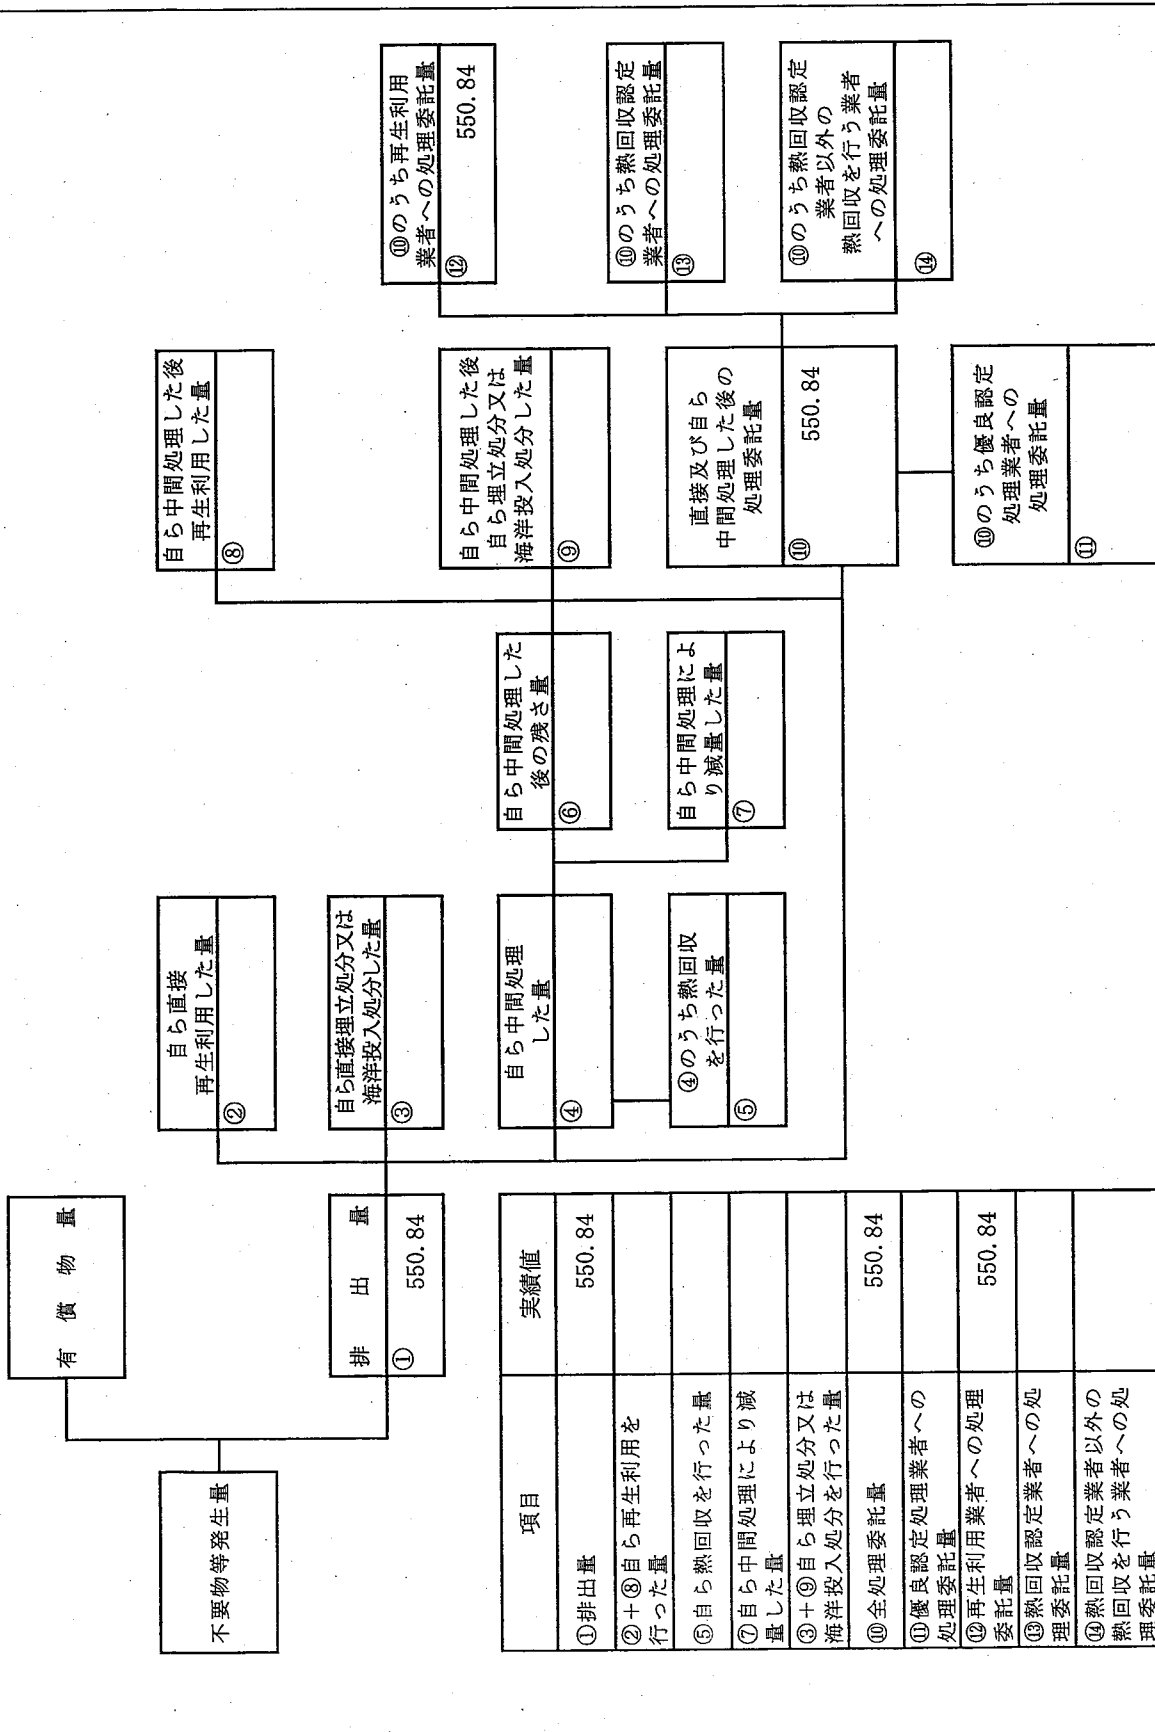 不要物等発生量
有償物量
排出量
① 550.84
自ら直接
再生利用した量
②
自ら直接埋立処分又は
海洋投入処分した量
③
自ら中間処理
した量
④
④のうち熱回収
を行った量
⑤
自ら中間処理した
後の残さ量
⑥
自ら中間処理によ
り減量した量
⑦
自ら中間処理した後
再生利用した量
⑧
自ら中間処理した後
自ら埋立処分又は
海洋投入処分した量
⑨
直接及び自ら
中間処理した後の
処理委託量
⑩ 550.84
⑩のうち優良認定
処理業者への
処理委託量
⑪
⑩のうち再生利用
業者への処理委託量
⑫ 550.84
⑩のうち熱回収認定
業者への処理委託量
⑬
⑩のうち熱回収認定
業者以外の
熱回収を行う業者
への処理委託量
⑭
項目 実績値
①排出量 550.84
②+⑧自ら再生利用を
行った量
⑤自ら熱回収を行った量
⑦自ら中間処理により減
量した量
③+⑨自ら埋立処分又は
海洋投入処分を行った量
⑩全処理委託量 550.84
⑪優良認定処理業者への
処理委託量
⑫再生利用業者への処理
委託量 550.84
⑬熱回収認定業者への処
理委託量
⑭熱回収認定業者以外の
熱回収を行う業者への処
理委託量